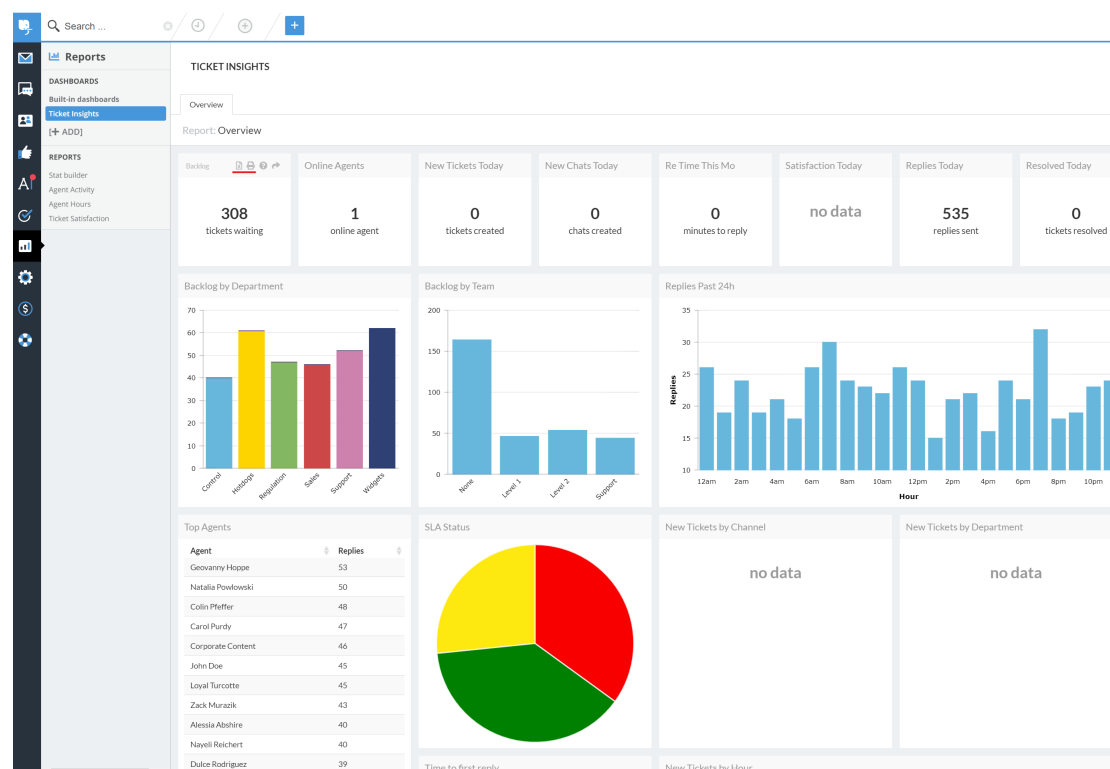 Search ...
+
Reports
DASHBOARDS
Built-in dashboards
Ticket Insights
[+ ADD]
REPORTS
Stat builder
Agent Activity
Agent Hours
Ticket Satisfaction
AI
TICKET INSIGHTS
Overview
Report: Overview
Backlog
308
tickets waiting
Online Agents
1
online agent
New Tickets Today
0
tickets created
New Chats Today
0
chats created
Re Time This Mo
0
minutes to reply
Satisfaction Today
no data
Replies Today
535
replies sent
Resolved Today
0
tickets resolved
Backlog by Department
70
60
50
40
30
20
10
0
Control
Hotdogs
Regulation
Sales
Support
Widgets
Backlog by Team
200
150
100
50
0
None
Level 1
Level 2
Support
Replies Past 24h
Replies
35
30
25
20
15
10
12am 2am 4am 6am 8am 10am 12pm 2pm 4pm 6pm 8pm 10pm
Hour
Top Agents
Agent Replies
Geovanny Hoppe 53
Natalia Powlowski 50
Colin Pfeffer 48
Carol Purdy 47
Corporate Content 46
John Doe 45
Loyal Turcotte 45
Zack Murazik 43
Alessia Abshire 40
Nayeli Reichert 40
Dulce Rodriguez 39
SLA Status
New Tickets by Channel
no data
New Tickets by Department
no data
Time to first reply
New Tickets by Hour